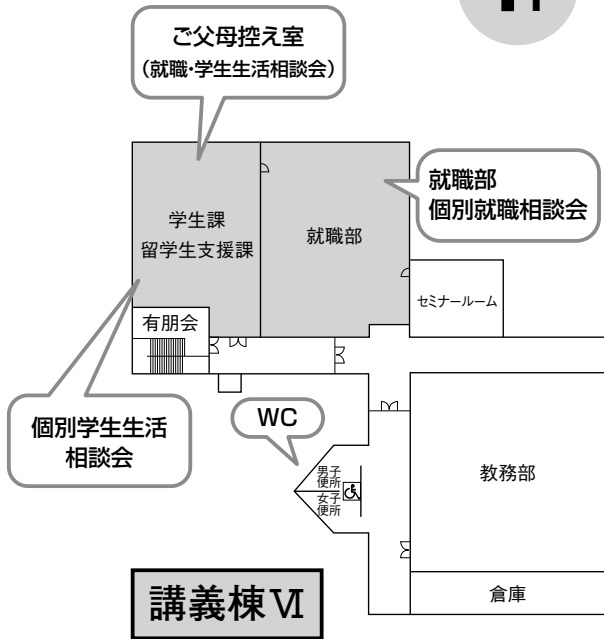 ご父母控え室
(就職・学生生活相談会)
就職部
個別就職相談会
学生課
留学生支援課
就職部
セミナールーム
有朋会
個別学生生活
相談会
WC
男子
便所
女子
便所
教務部
倉庫
講義棟Ⅵ